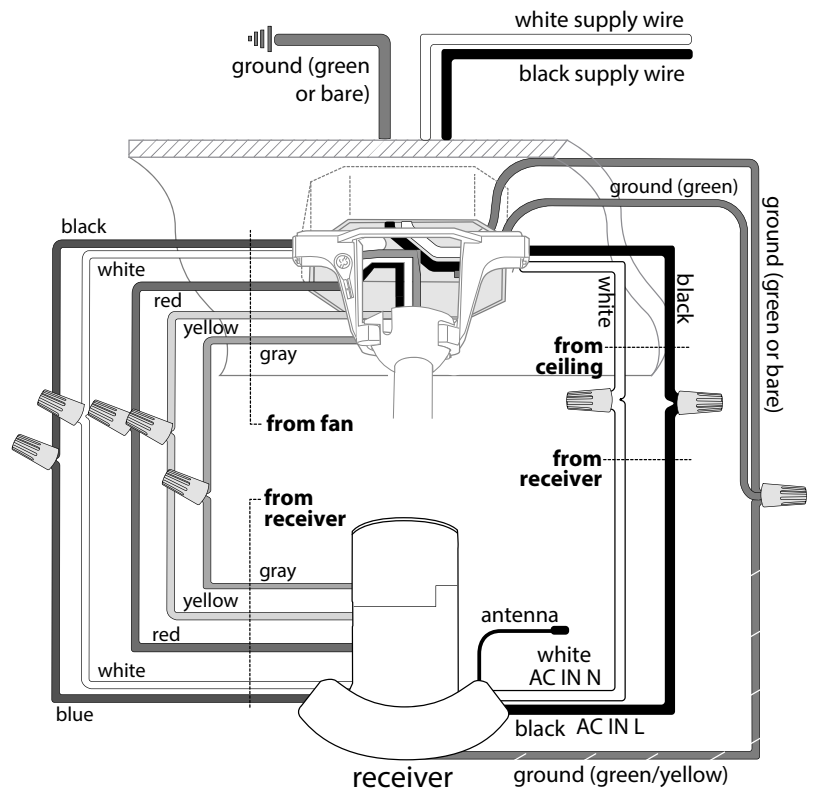 white supply wire
ground (green
or bare)
black supply wire
ground (green)
black
white
red
yellow
gray
white
black
ground (green or bare)
from
ceiling
from fan
from
receiver
from
receiver
gray
yellow
red
white
blue
antenna
white
AC IN N
black AC IN L
receiver
ground (green/yellow)